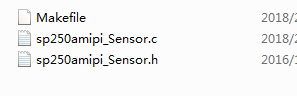 Makefile 2018/2
sp250amipi_Sensor.c 2018/2
sp250amipi_Sensor.h 2016/1